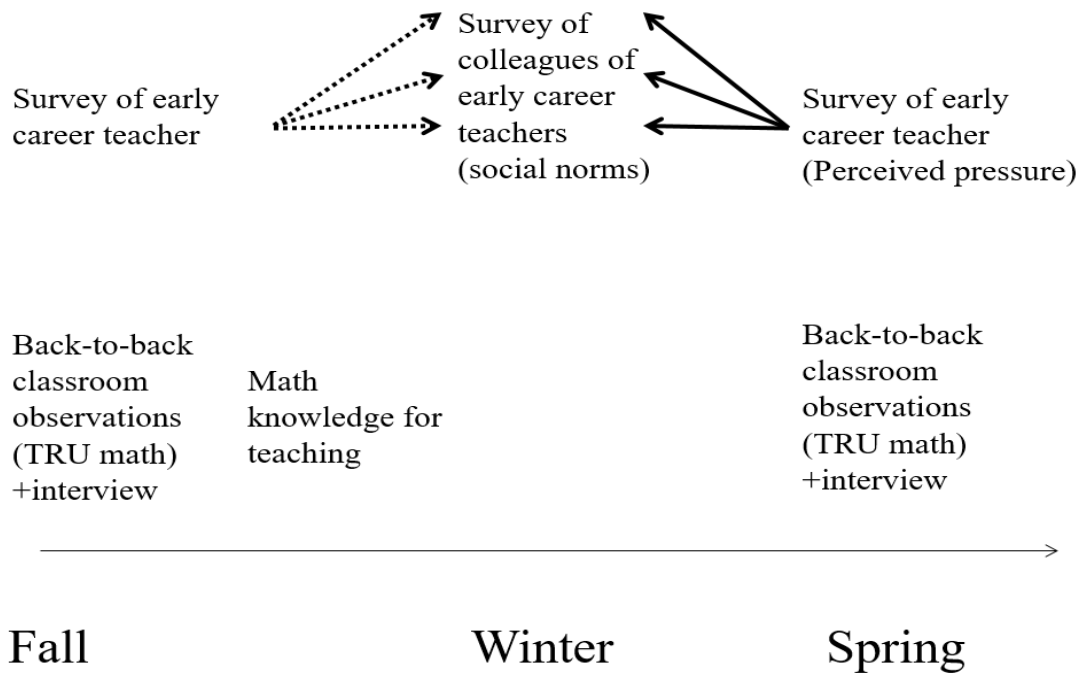 Survey of early
career teacher
Survey of
colleagues of
early career
teachers
(social norms)
Survey of early
career teacher
(Perceived pressure)
Back-to-back
classroom
observations
(TRU math)
+interview
Math
knowledge for
teaching
Back-to-back
classroom
observations
(TRU math)
+interview
Fall
Winter
Spring